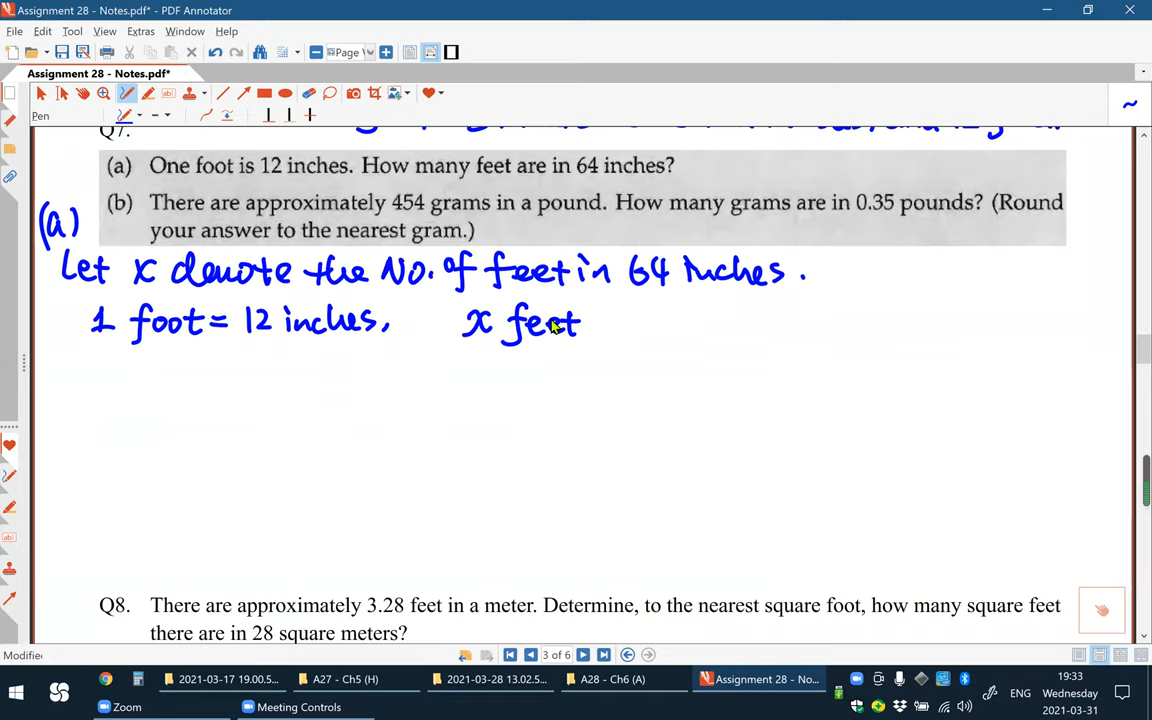 Assignment 28 - Notes.pdf* - PDF Annotator
File Edit Tool View Extras Window Help
Page V
Assignment 28 - Notes.pdf*
Pen
Q7.
(a) One foot is 12 inches. How many feet are in 64 inches?
(b) There are approximately 454 grams in a pound. How many grams are in 0.35 pounds? (Round
your answer to the nearest gram.)
(a)
Let x denote the No. of feet in 64 inches.
1 foot = 12 inches, x feet
Q8. There are approximately 3.28 feet in a meter. Determine, to the nearest square foot, how many square feet
there are in 28 square meters?
Modifie
3 of 6
2021-03-17 19.00.5... A27 - Ch5 (H) 2021-03-28 13.02.5... A28 - Ch6 (A) Assignment 28 - No...
Zoom Meeting Controls
ENG
19:33
Wednesday
2021-03-31